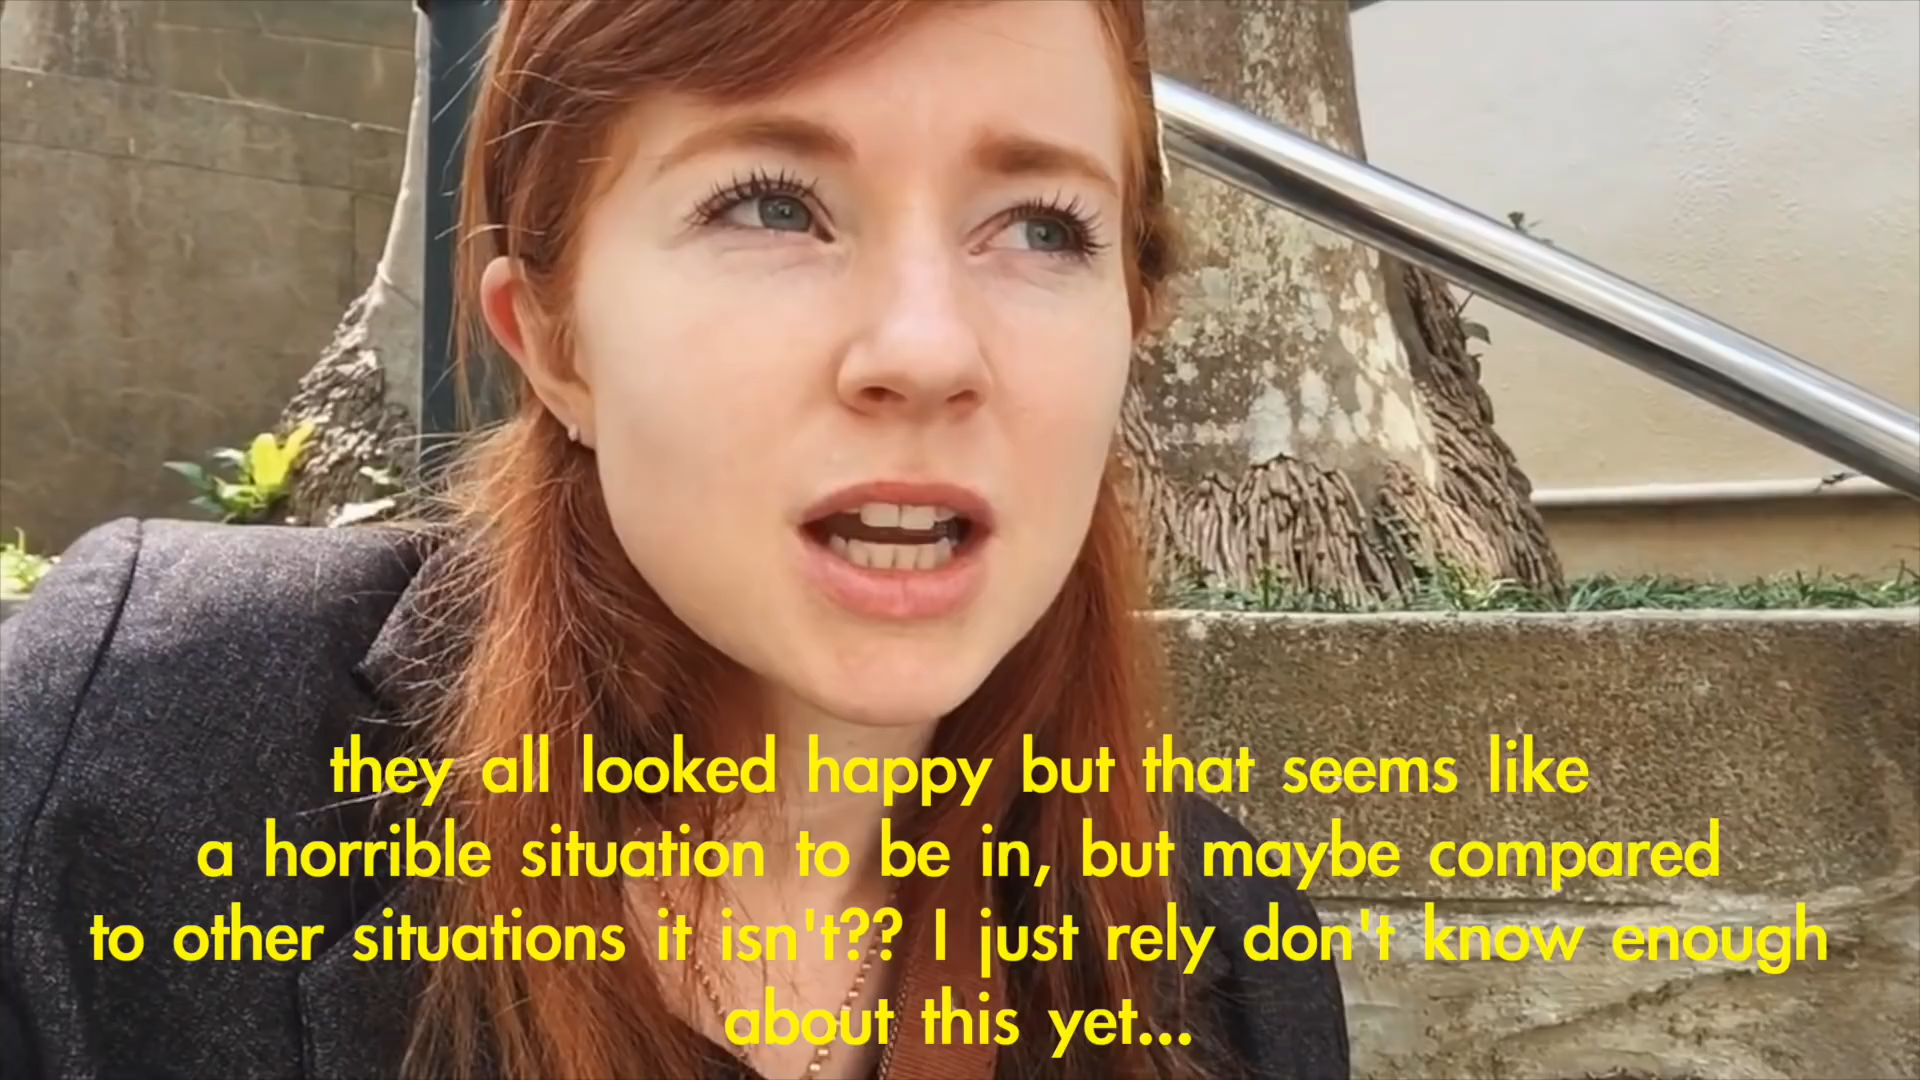 they all looked happy but that seems like
a horrible situation to be in, but maybe compared
to other situations it isn't?? I just rely don't know enough
about this yet...